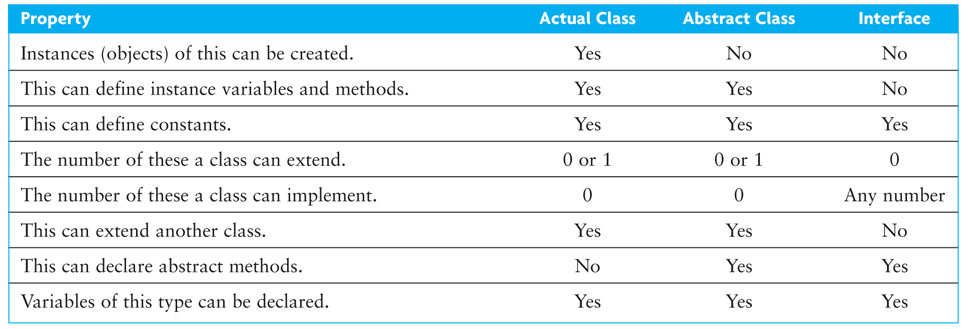 Property Actual Class Abstract Class Interface
Instances (objects) of this can be created. Yes No No
This can define instance variables and methods. Yes Yes No
This can define constants. Yes Yes Yes
The number of these a class can extend. 0 or 1 0 or 1 0
The number of these a class can implement. 0 0 Any number
This can extend another class. Yes Yes No
This can declare abstract methods. No Yes Yes
Variables of this type can be declared. Yes Yes Yes